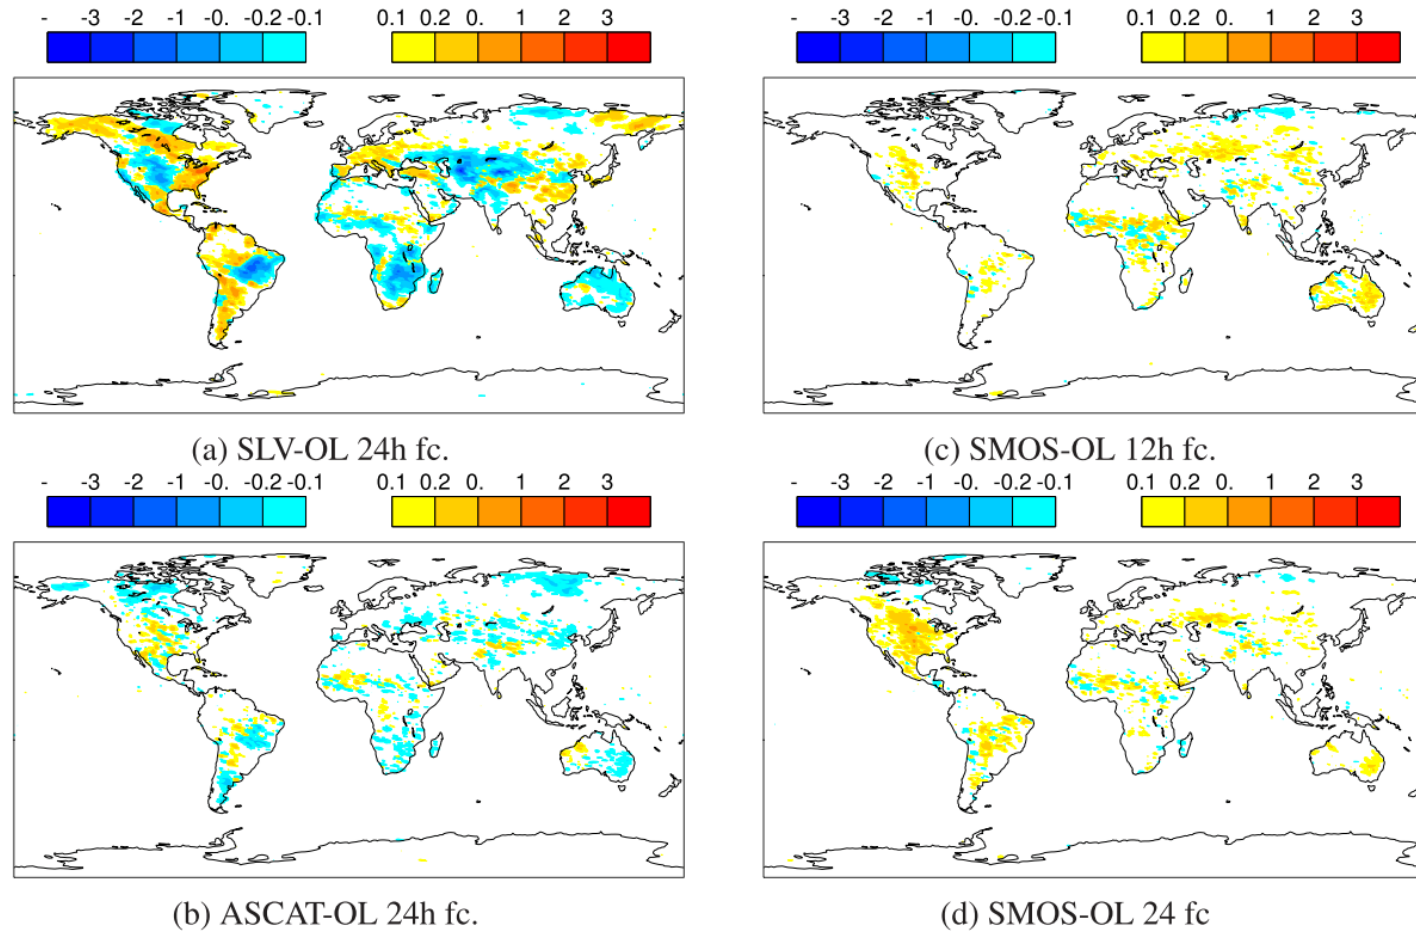 - -3 -2 -1 -0. -0.2 -0.1 0.1 0.2 0. 1 2 3
- -3 -2 -1 -0. -0.2 -0.1 0.1 0.2 0. 1 2 3
(a) SLV-OL 24h fc.
(c) SMOS-OL 12h fc.
- -3 -2 -1 -0. -0.2 -0.1 0.1 0.2 0. 1 2 3
- -3 -2 -1 -0. -0.2 -0.1 0.1 0.2 0. 1 2 3
(b) ASCAT-OL 24h fc.
(d) SMOS-OL 24 fc